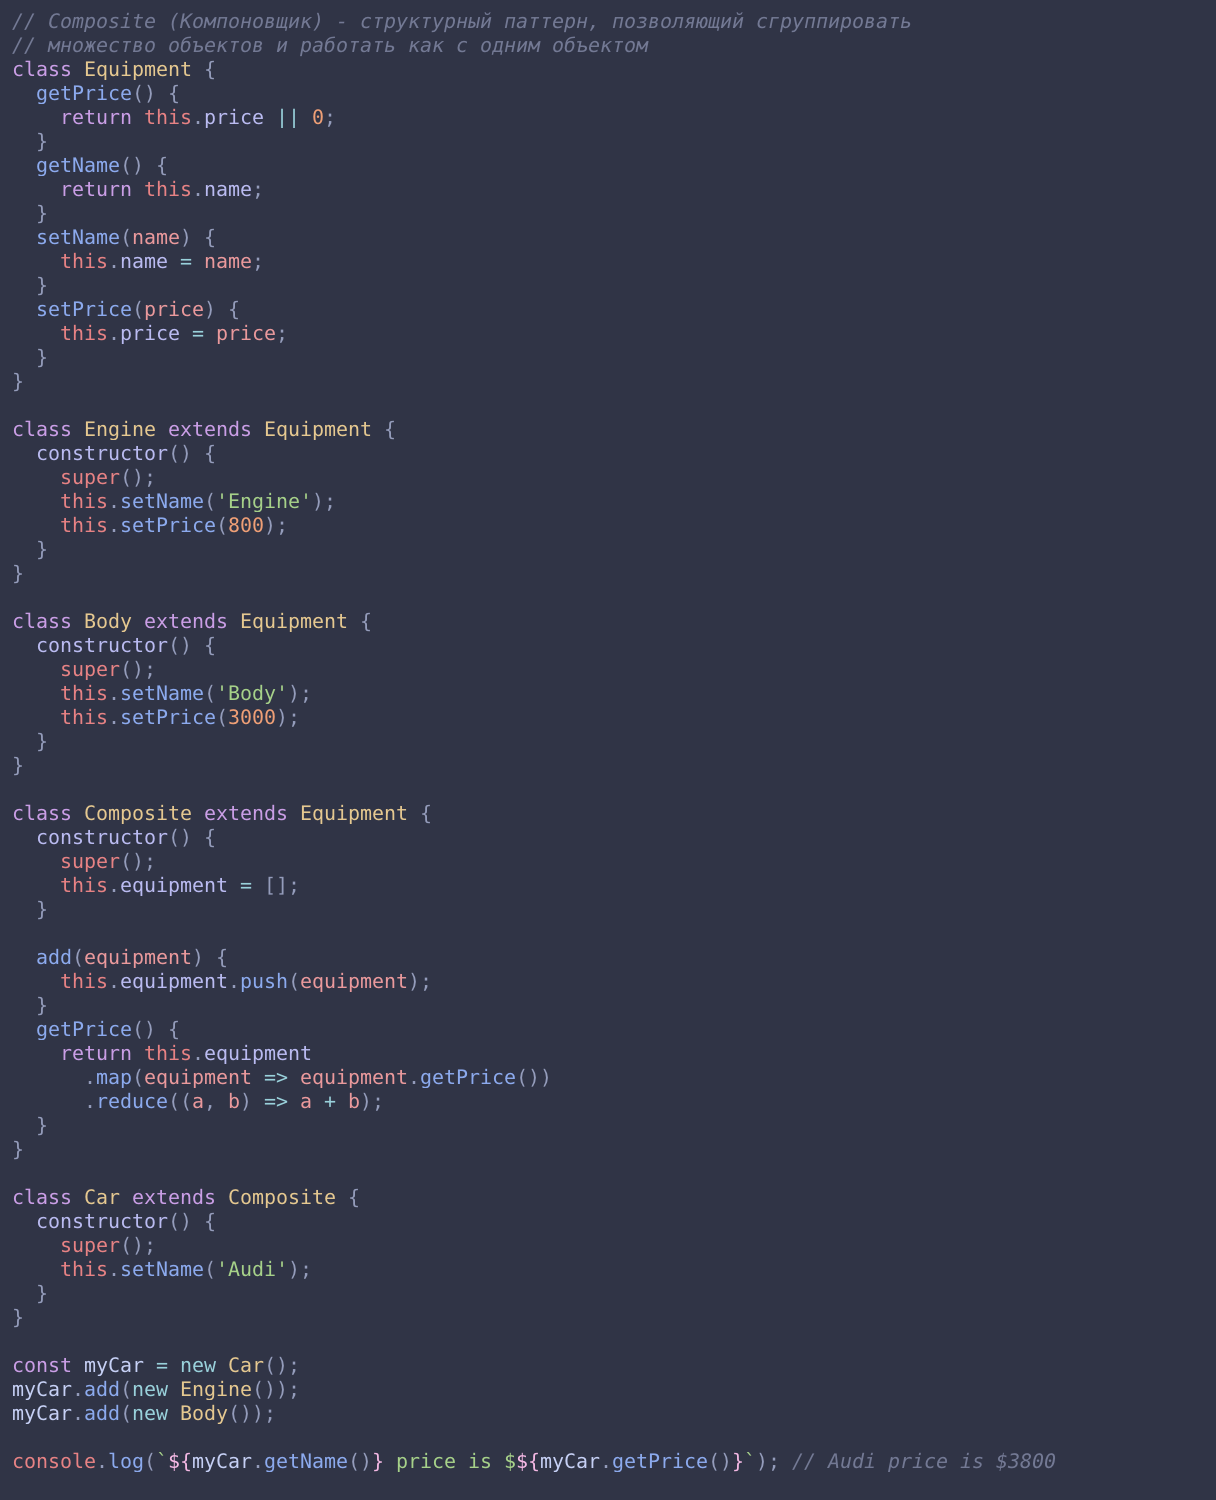 // Composite (Компоновщик) - структурный паттерн, позволяющий сгруппировать
// множество объектов и работать как с одним объектом
class Equipment {
  getPrice() {
    return this.price || 0;
  }
  getName() {
    return this.name;
  }
  setName(name) {
    this.name = name;
  }
  setPrice(price) {
    this.price = price;
  }
}

class Engine extends Equipment {
  constructor() {
    super();
    this.setName('Engine');
    this.setPrice(800);
  }
}

class Body extends Equipment {
  constructor() {
    super();
    this.setName('Body');
    this.setPrice(3000);
  }
}

class Composite extends Equipment {
  constructor() {
    super();
    this.equipment = [];
  }

  add(equipment) {
    this.equipment.push(equipment);
  }
  getPrice() {
    return this.equipment
      .map(equipment => equipment.getPrice())
      .reduce((a, b) => a + b);
  }
}

class Car extends Composite {
  constructor() {
    super();
    this.setName('Audi');
  }
}

const myCar = new Car();
myCar.add(new Engine());
myCar.add(new Body());

console.log(`${myCar.getName()} price is $${myCar.getPrice()}`); // Audi price is $3800